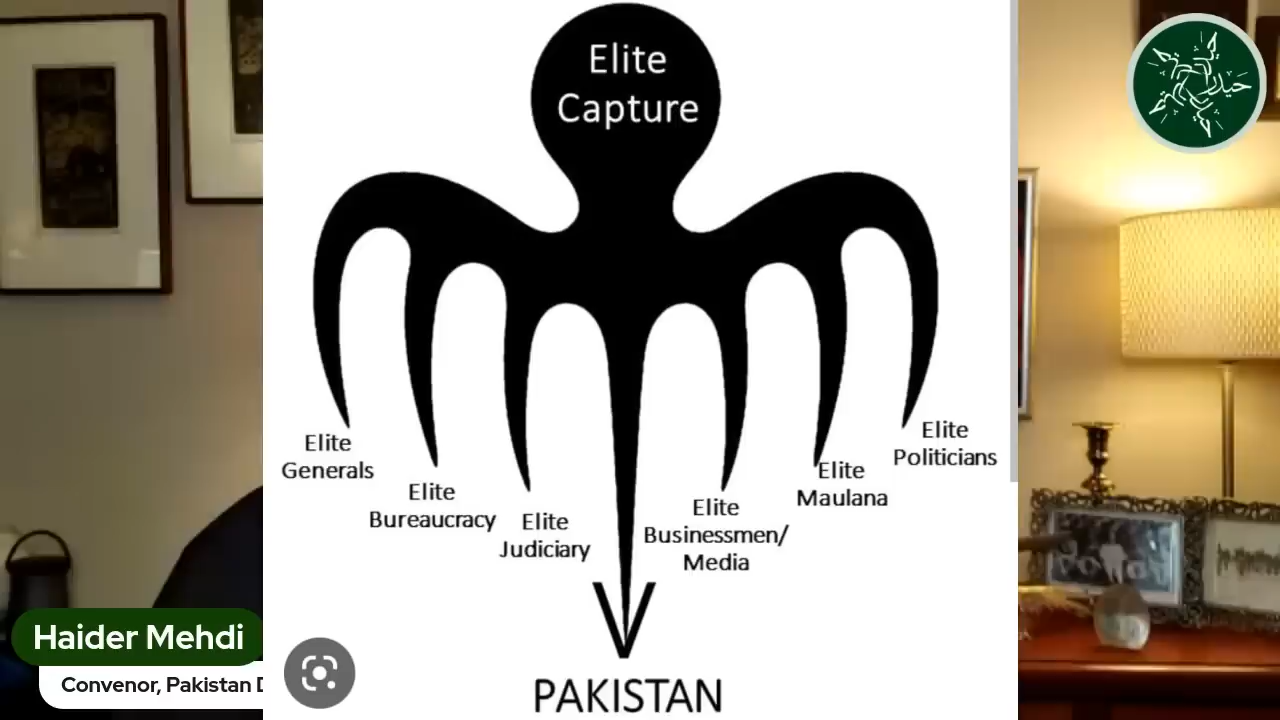 Elite
Capture
Elite
Generals
Elite
Bureaucracy
Elite
Judiciary
Elite
Businessmen/
Media
Elite
Maulana
Elite
Politicians
PAKISTAN
Haider Mehdi
Convenor, Pakistan
حیدر